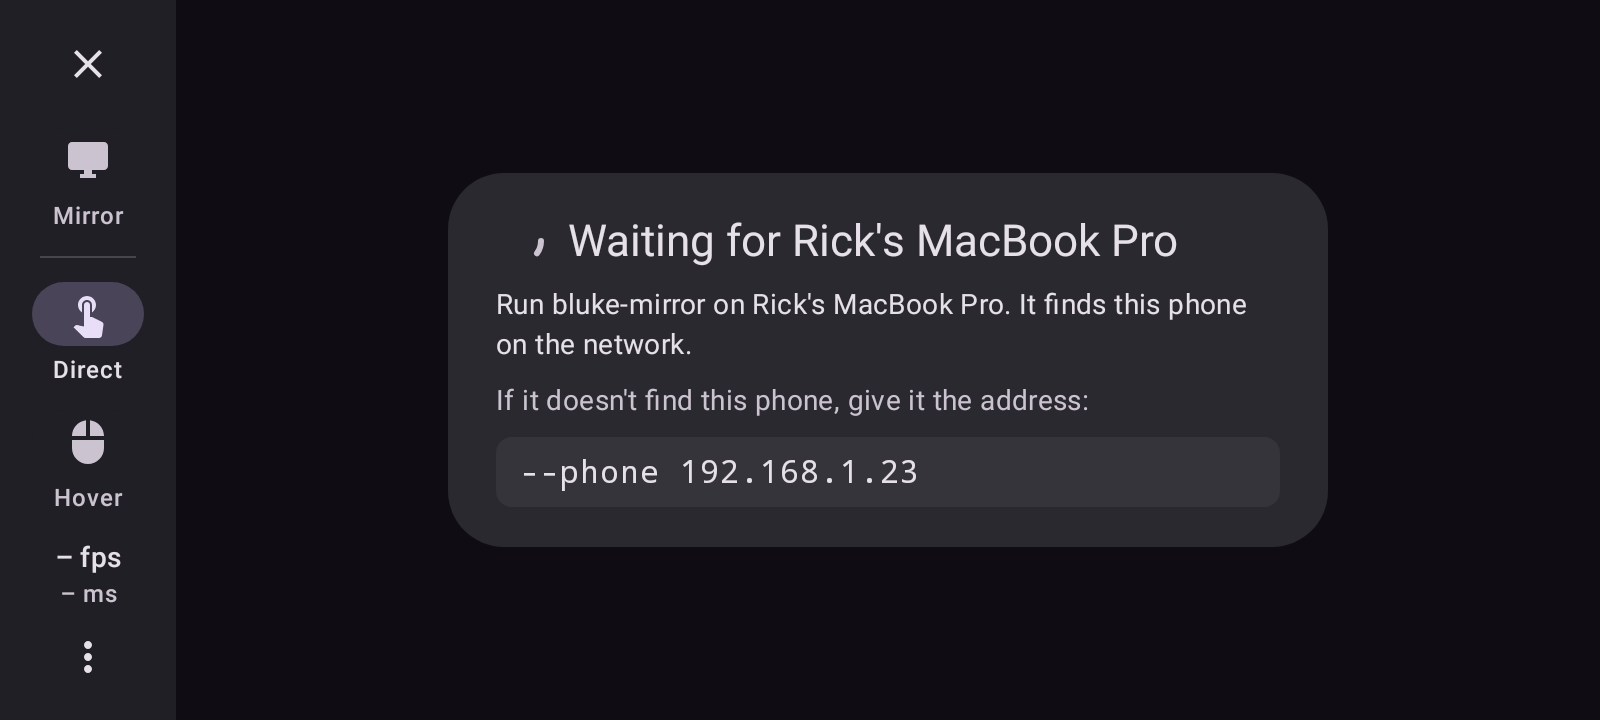 Mirror
Direct
Hover
– fps
– ms
Waiting for Rick's MacBook Pro
Run bluke-mirror on Rick's MacBook Pro. It finds this phone
on the network.
If it doesn't find this phone, give it the address:
--phone 192.168.1.23